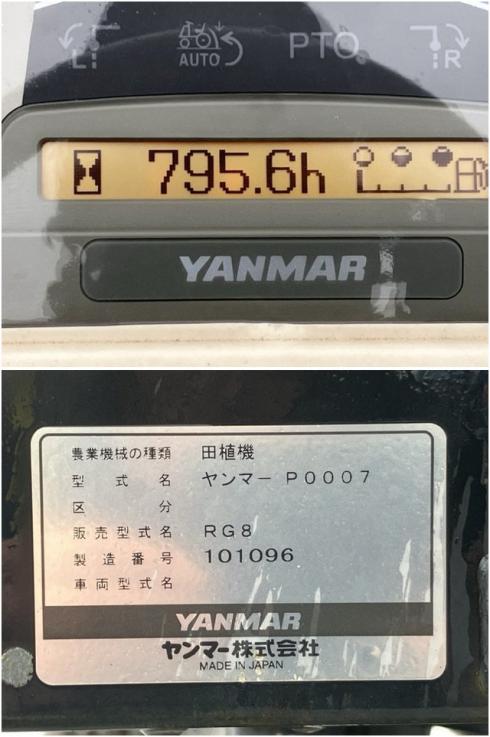 L AUTO PTO R
795.6h
YANMAR
農業機械の種類 田植機
型式名 ヤンマー P0007
区分
販売型式名 RG8
製造番号 101096
車両型式名
YANMAR
ヤンマー株式会社
MADE IN JAPAN